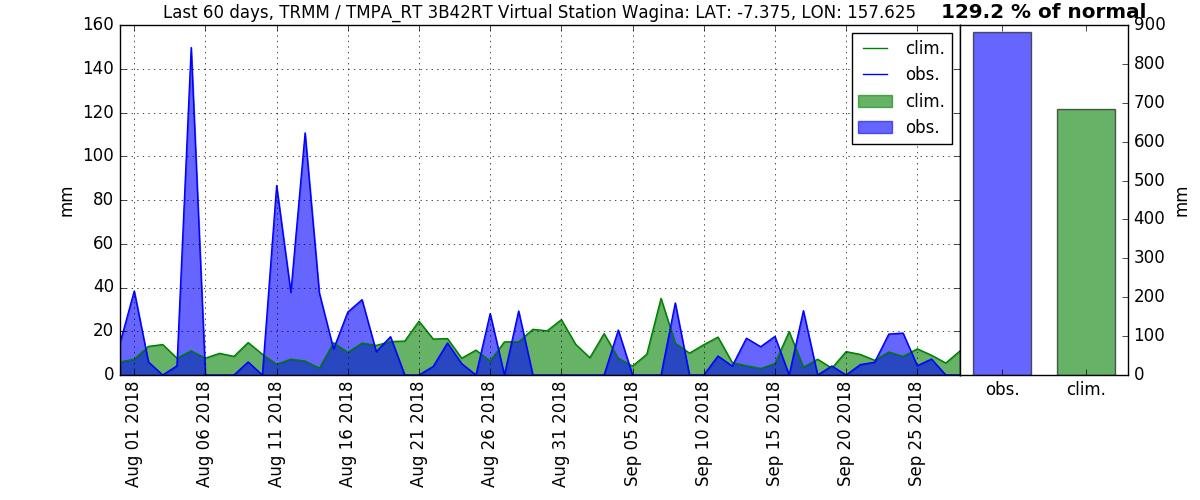 Last 60 days, TRMM / TMPA_RT 3B42RT Virtual Station Wagina: LAT: -7.375, LON: 157.625
129.2 % of normal
160
140
120
100
80
60
40
20
0
mm
clim.
obs.
clim.
obs.
900
800
700
600
500
400
300
200
100
0
mm
Aug 01 2018
Aug 06 2018
Aug 11 2018
Aug 16 2018
Aug 21 2018
Aug 26 2018
Aug 31 2018
Sep 05 2018
Sep 10 2018
Sep 15 2018
Sep 20 2018
Sep 25 2018
obs.
clim.